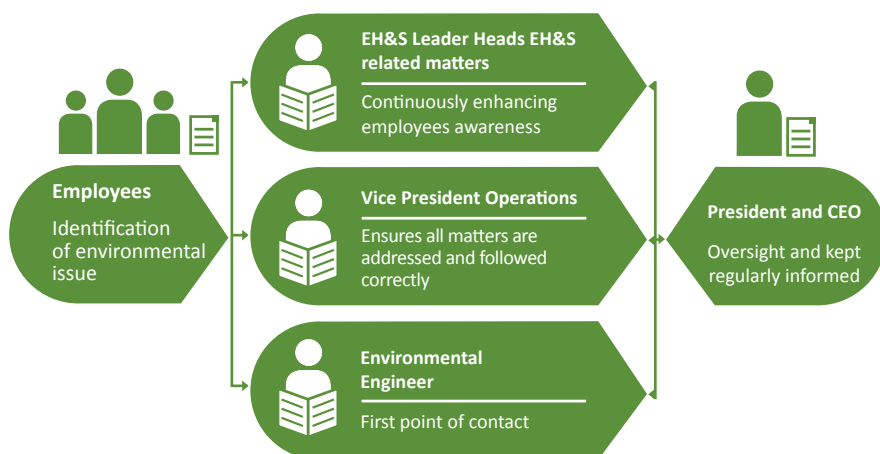 Employees
Identification
of environmental
issue
EH&S Leader Heads EH&S
related matters
Continuously enhancing
employees awareness
Vice President Operations
Ensures all matters are
addressed and followed
correctly
Environmental
Engineer
First point of contact
President and CEO
Oversight and kept
regularly informed